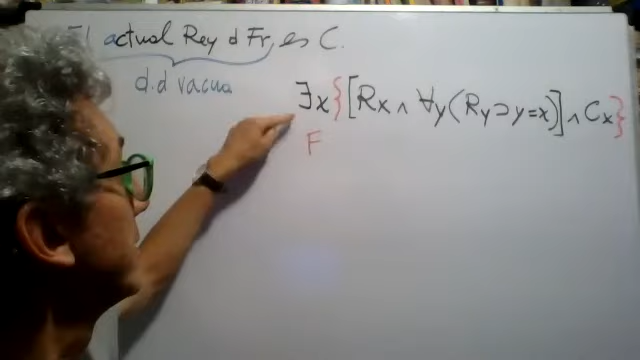 El actual Rey d Fr, es C.
d.d vacua
∃x{[Rx ∧ ∀y(Ry⊃y=x)]∧Cx}
F